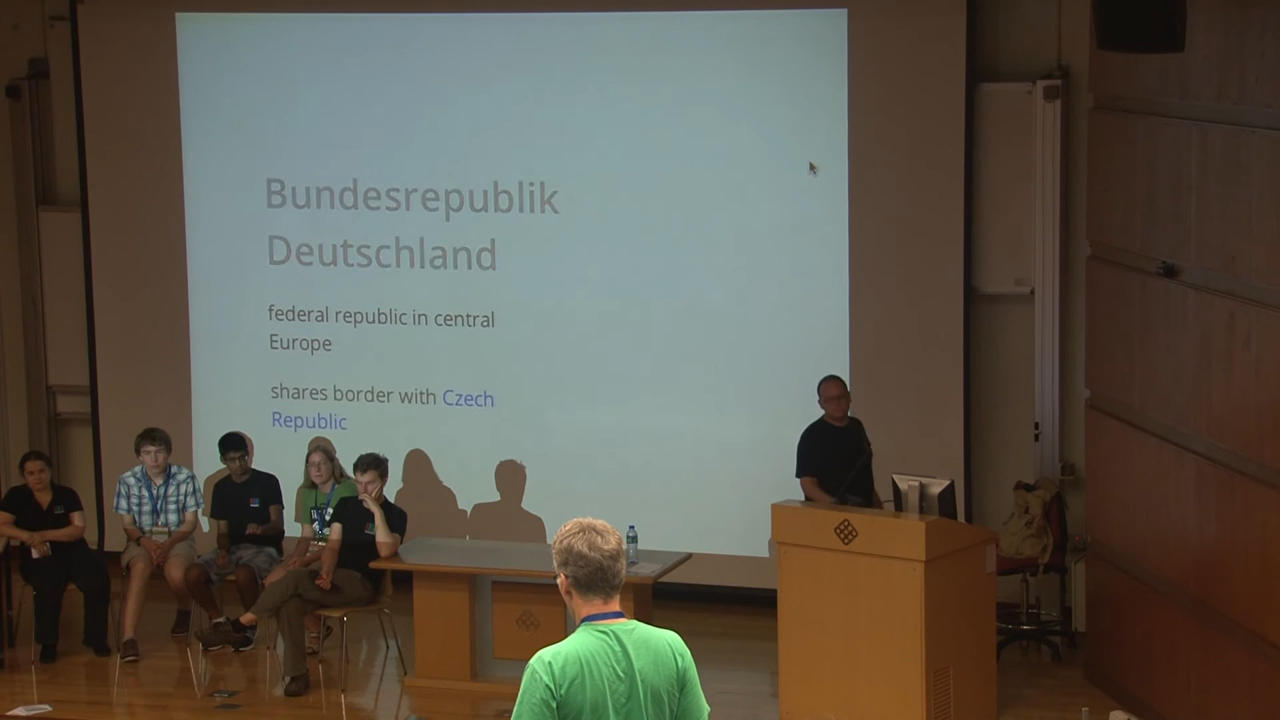 Bundesrepublik
Deutschland
federal republic in central
Europe
shares border with Czech
Republic